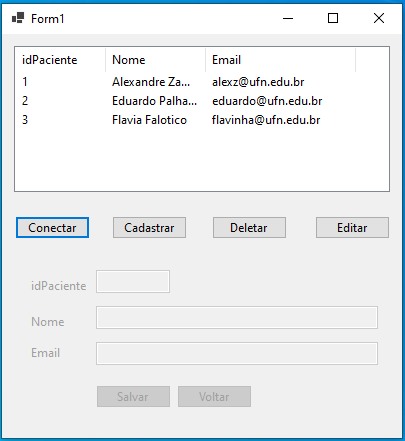 Form1
idPaciente Nome Email
1 Alexandre Za... alexz@ufn.edu.br
2 Eduardo Palha... eduardo@ufn.edu.br
3 Flavia Falotico flavinha@ufn.edu.br
Conectar Cadastrar Deletar Editar
idPaciente
Nome
Email
Salvar Voltar